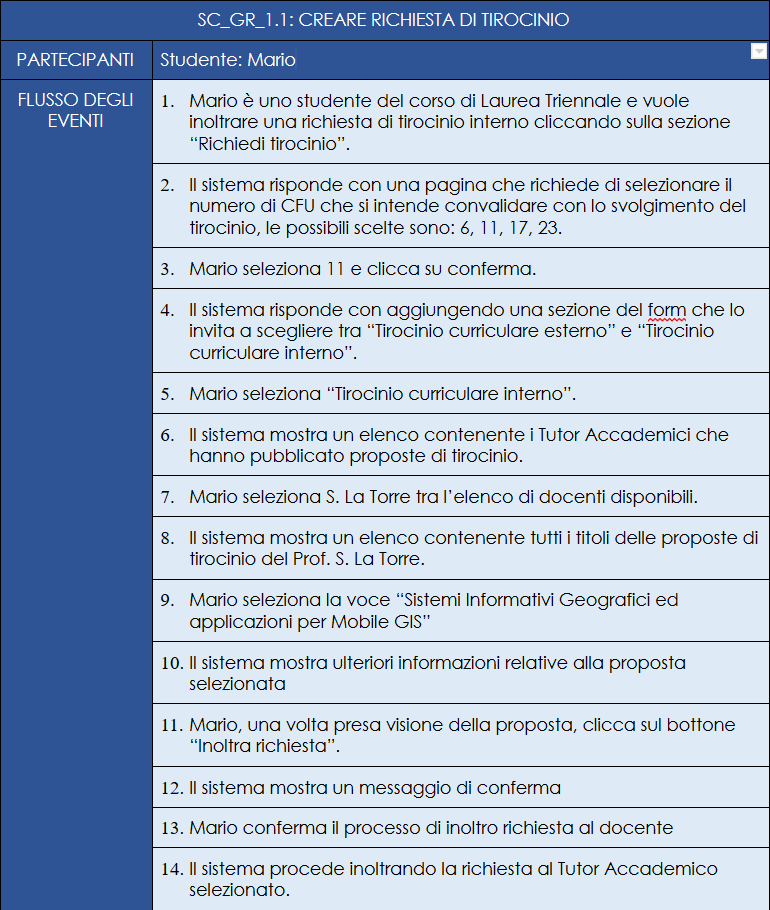 SC_GR_1.1: CREARE RICHIESTA DI TIROCINIO
PARTECIPANTI
Studente: Mario
FLUSSO DEGLI
EVENTI
1. Mario è uno studente del corso di Laurea Triennale e vuole
inoltrare una richiesta di tirocinio interno cliccando sulla sezione
“Richiedi tirocinio”.
2. Il sistema risponde con una pagina che richiede di selezionare il
numero di CFU che si intende convalidare con lo svolgimento del
tirocinio, le possibili scelte sono: 6, 11, 17, 23.
3. Mario seleziona 11 e clicca su conferma.
4. Il sistema risponde con aggiungendo una sezione del form che lo
invita a scegliere tra “Tirocinio curriculare esterno” e “Tirocinio
curriculare interno”.
5. Mario seleziona “Tirocinio curriculare interno”.
6. Il sistema mostra un elenco contenente i Tutor Accademici che
hanno pubblicato proposte di tirocinio.
7. Mario seleziona S. La Torre tra l’elenco di docenti disponibili.
8. Il sistema mostra un elenco contenente tutti i titoli delle proposte di
tirocinio del Prof. S. La Torre.
9. Mario seleziona la voce “Sistemi Informativi Geografici ed
applicazioni per Mobile GIS”
10. Il sistema mostra ulteriori informazioni relative alla proposta
selezionata
11. Mario, una volta presa visione della proposta, clicca sul bottone
“Inoltra richiesta”.
12. Il sistema mostra un messaggio di conferma
13. Mario conferma il processo di inoltro richiesta al docente
14. Il sistema procede inoltrando la richiesta al Tutor Accademico
selezionato.